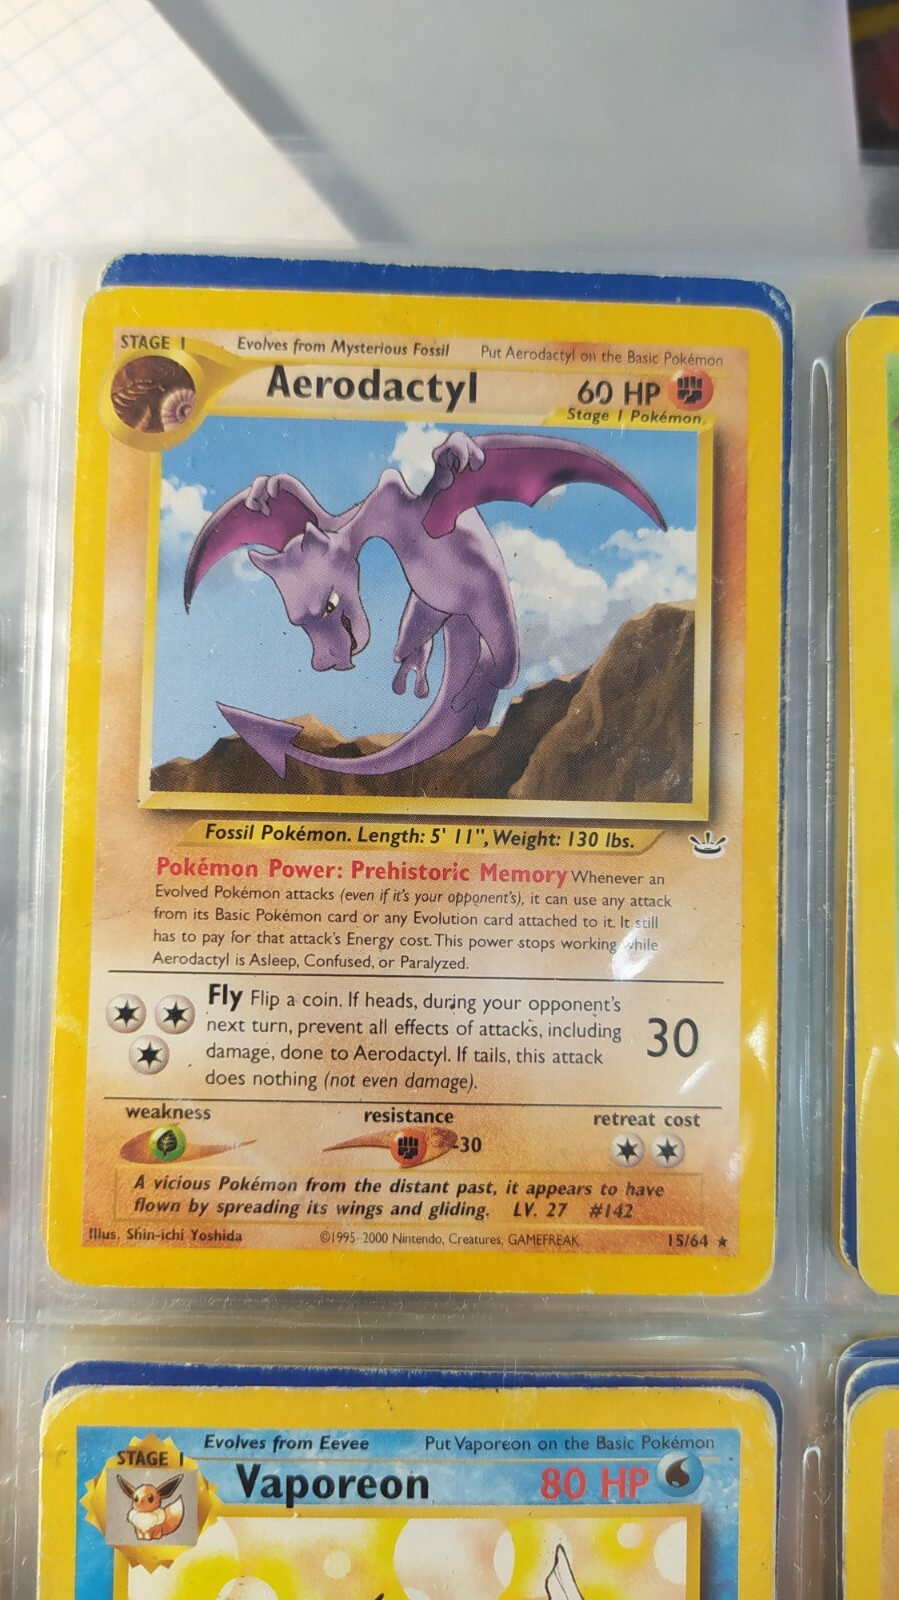 STAGE 1 Evolves from Mysterious Fossil Put Aerodactyl on the Basic Pokémon
Aerodactyl 60 HP
Stage 1 Pokémon
Fossil Pokémon. Length: 5' 11", Weight: 130 lbs.
Pokémon Power: Prehistoric Memory Whenever an
Evolved Pokémon attacks (even if it's your opponent's), it can use any attack
from its Basic Pokémon card or any Evolution card attached to it. It still
has to pay for that attack's Energy cost. This power stops working while
Aerodactyl is Asleep, Confused, or Paralyzed.
Fly Flip a coin. If heads, during your opponent's
next turn, prevent all effects of attacks, including
damage, done to Aerodactyl. If tails, this attack
does nothing (not even damage).
30
weakness resistance retreat cost
-30
A vicious Pokémon from the distant past, it appears to have
flown by spreading its wings and gliding. LV. 27 #142
Illus. Shin-ichi Yoshida ©1995-2000 Nintendo, Creatures, GAMEFREAK. 15/64 ★
STAGE 1 Evolves from Eevee Put Vaporeon on the Basic Pokémon
Vaporeon 80 HP